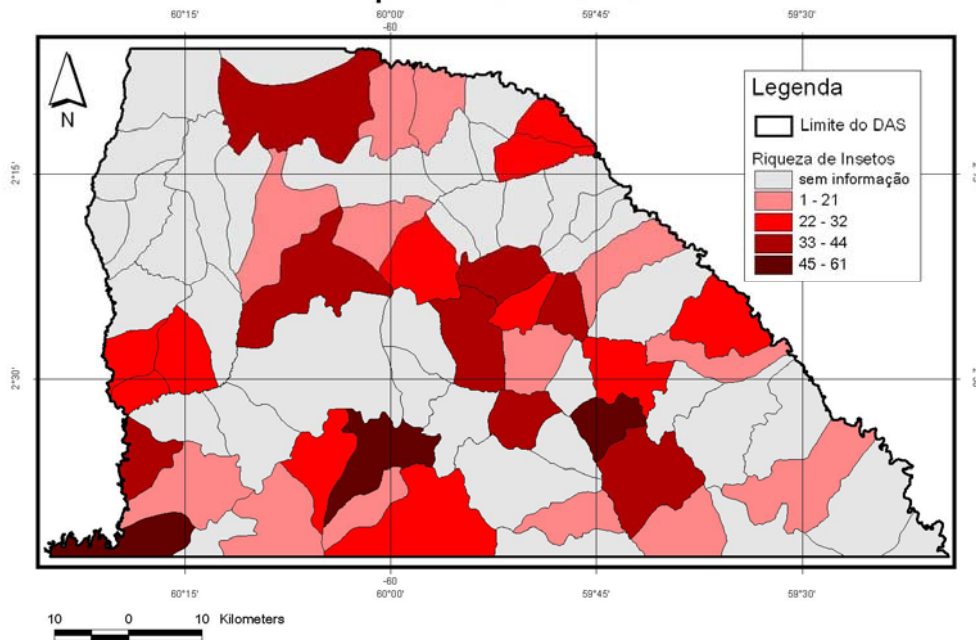 60°15' 60°00' 59°45' 59°30'
-60
N
Legenda
Limite do DAS
Riqueza de Insetos
sem informação
1 - 21
22 - 32
33 - 44
45 - 61
2°15'
2°30'
-60
60°15' 60°00' 59°45' 59°30'
10 0 10 Kilometers